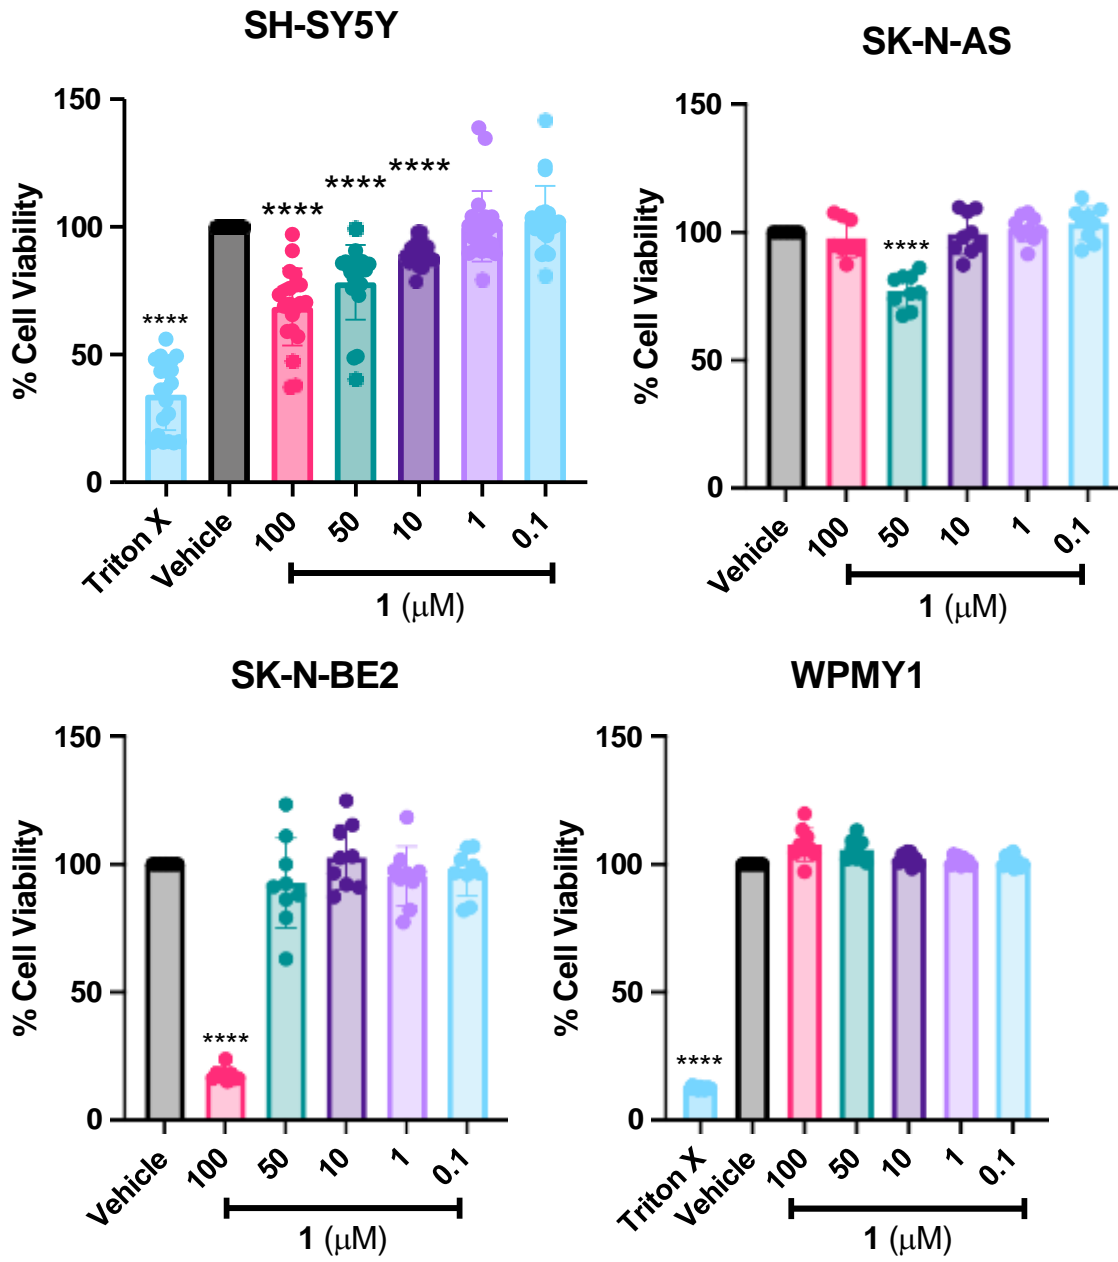 SH-SY5Y
% Cell Viability
150
100
50
0
****
****
****
****
Triton X
Vehicle
100
50
10
1
0.1
1 (μM)
SK-N-AS
% Cell Viability
150
100
50
0
****
Vehicle
100
50
10
1
0.1
1 (μM)
SK-N-BE2
% Cell Viability
150
100
50
0
****
Vehicle
100
50
10
1
0.1
1 (μM)
WPMY1
% Cell Viability
150
100
50
0
****
Triton X
Vehicle
100
50
10
1
0.1
1 (μM)